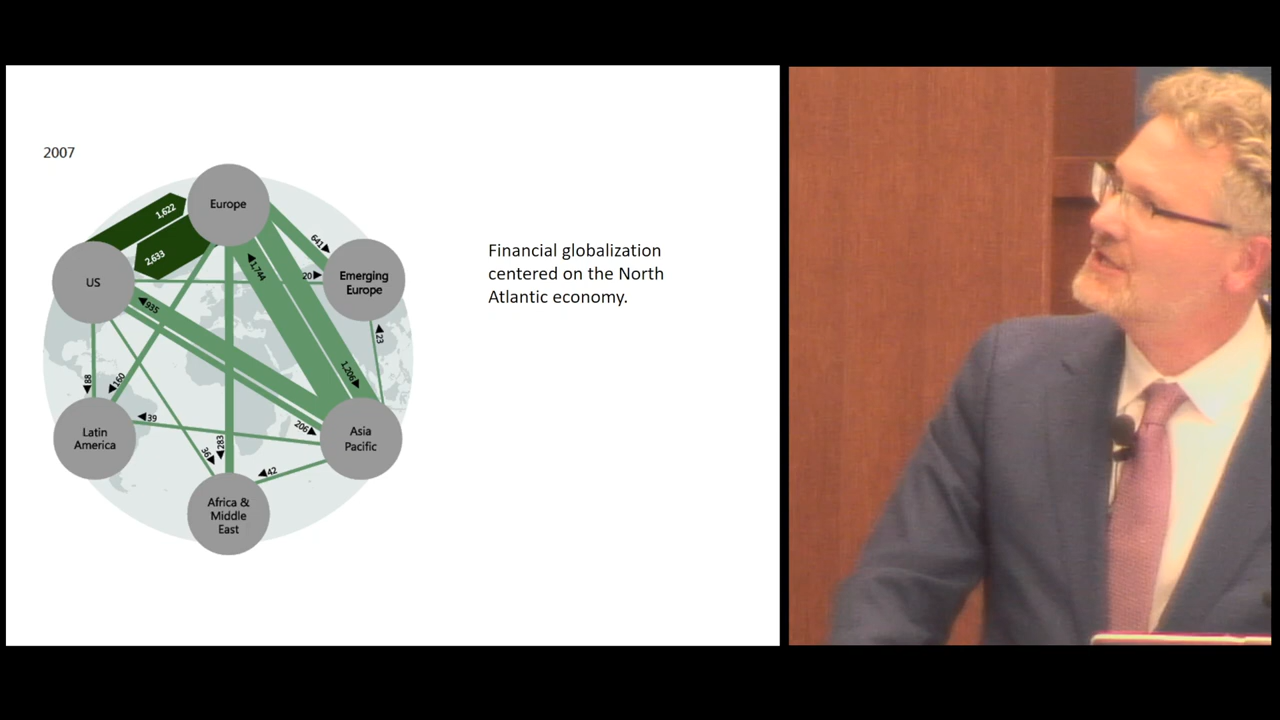 2007
Europe
1,622
2,633
641
US
20
Emerging
Europe
1,744
935
23
1,206
88
160
Latin
America
39
206
Asia
Pacific
283
36
42
Africa &
Middle
East
Financial globalization
centered on the North
Atlantic economy.